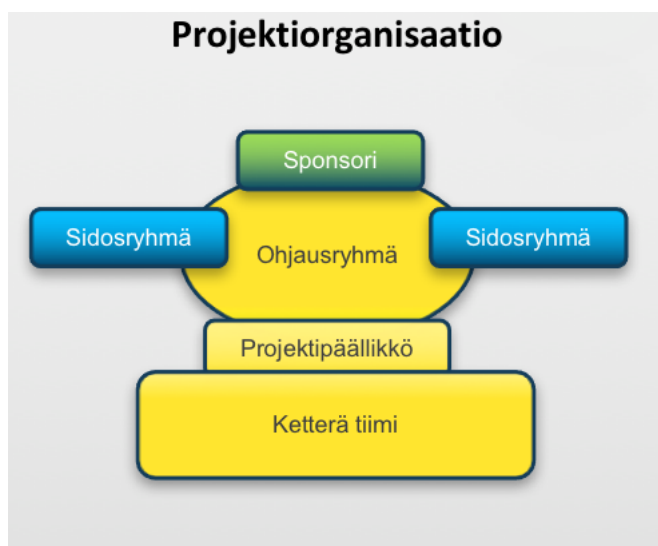 Projektiorganisaatio
Sponsori
Sidosryhmä
Ohjausryhmä
Sidosryhmä
Projektipäällikkö
Ketterä tiimi